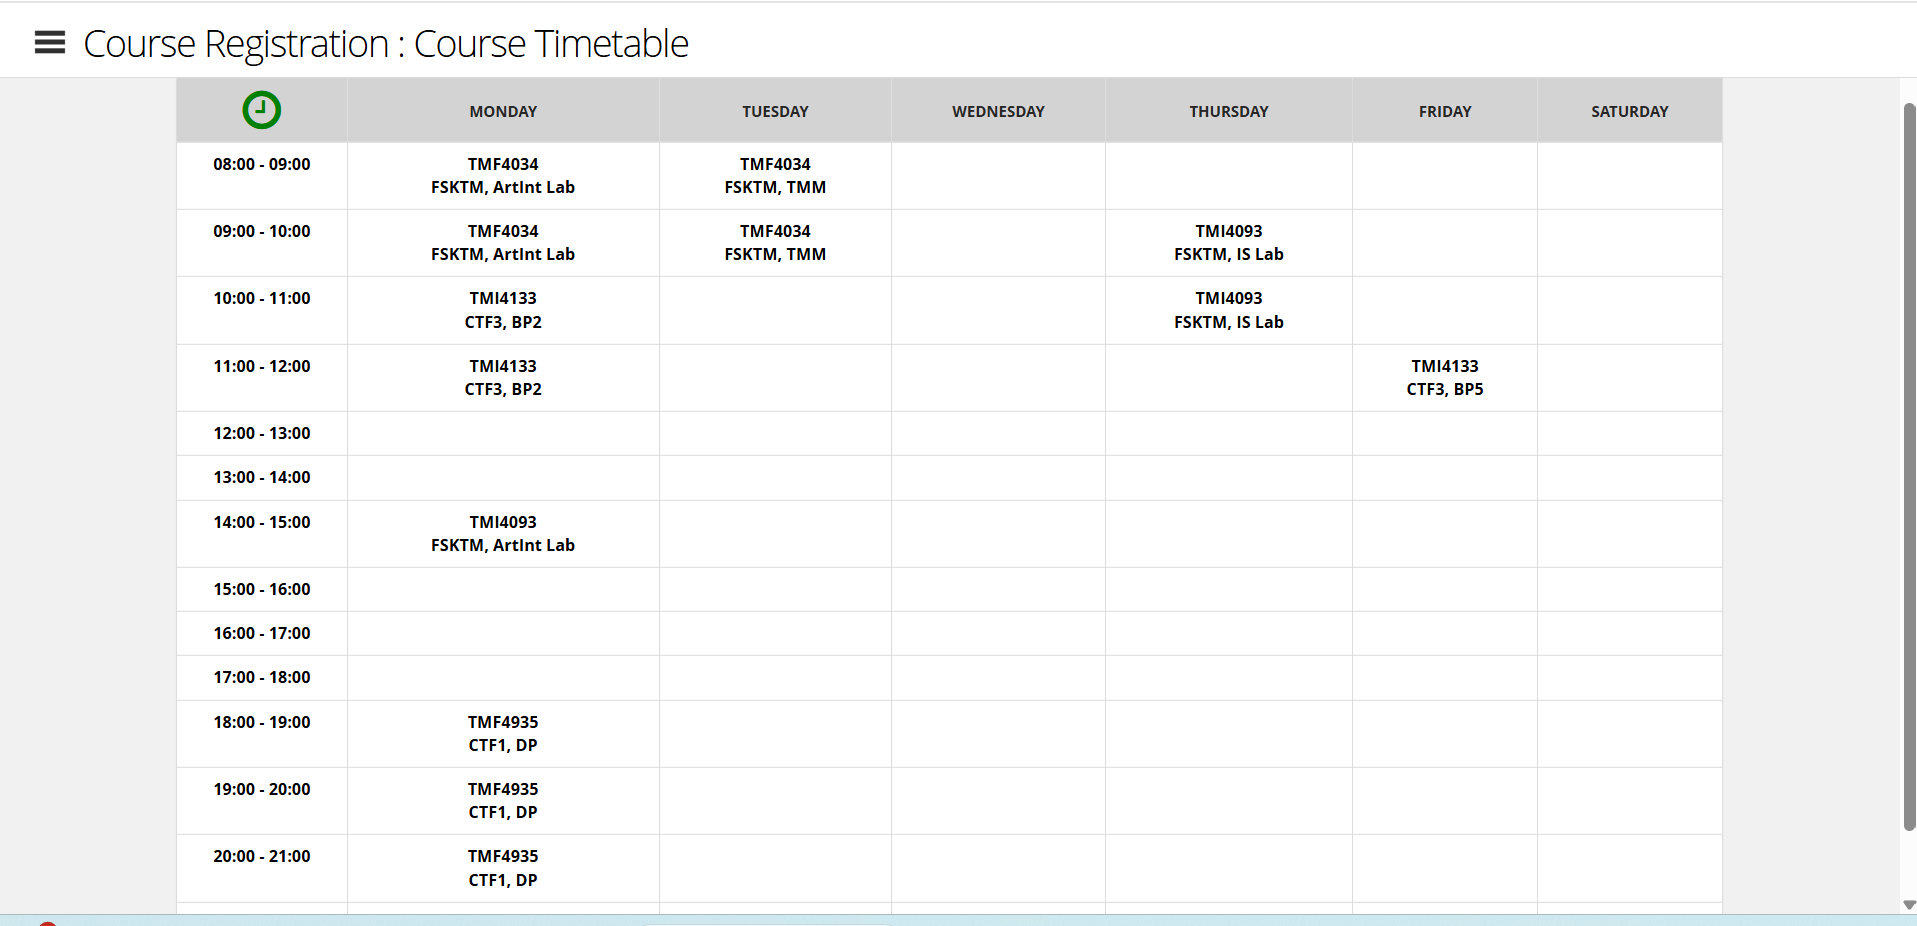 Course Registration : Course Timetable
MONDAY TUESDAY WEDNESDAY THURSDAY FRIDAY SATURDAY
08:00 - 09:00 TMF4034 TMF4034
FSKTM, ArtInt Lab FSKTM, TMM
09:00 - 10:00 TMF4034 TMF4034 TMI4093
FSKTM, ArtInt Lab FSKTM, TMM FSKTM, IS Lab
10:00 - 11:00 TMI4133 TMI4093
CTF3, BP2 FSKTM, IS Lab
11:00 - 12:00 TMI4133 TMI4133
CTF3, BP2 CTF3, BP5
12:00 - 13:00
13:00 - 14:00
14:00 - 15:00 TMI4093
FSKTM, ArtInt Lab
15:00 - 16:00
16:00 - 17:00
17:00 - 18:00
18:00 - 19:00 TMF4935
CTF1, DP
19:00 - 20:00 TMF4935
CTF1, DP
20:00 - 21:00 TMF4935
CTF1, DP